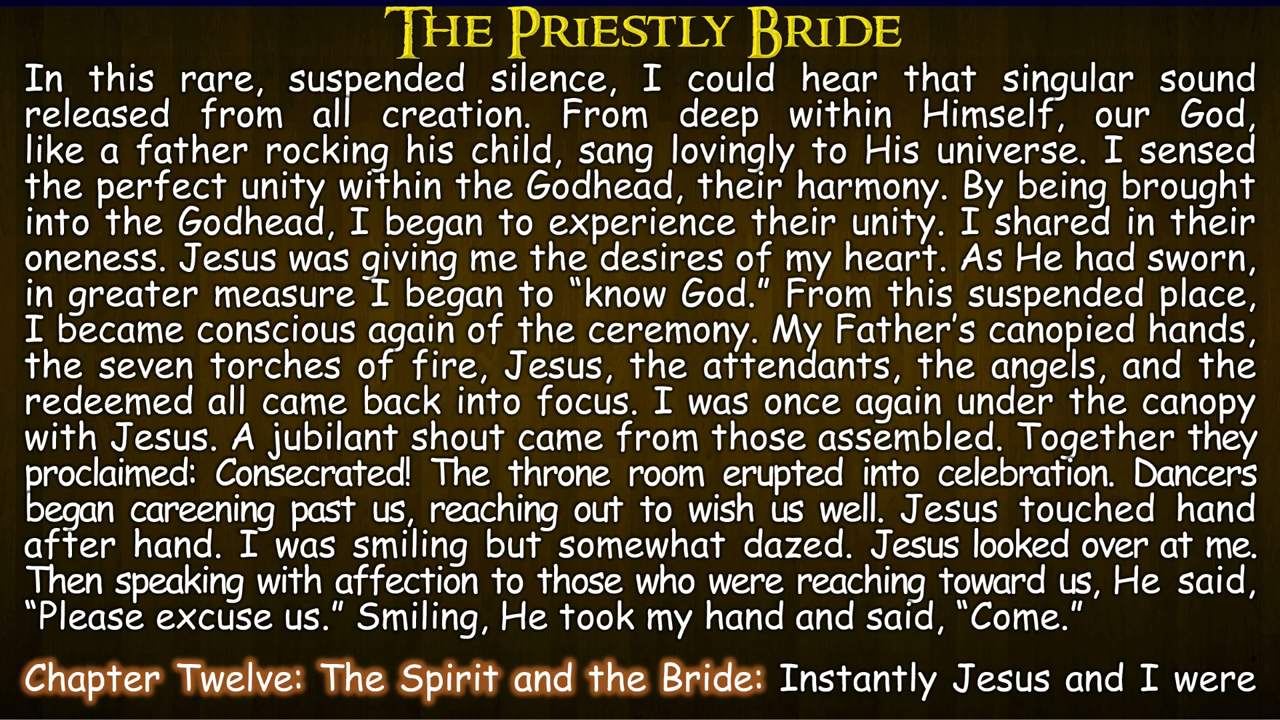 The Priestly Bride
In this rare, suspended silence, I could hear that singular sound
released from all creation. From deep within Himself, our God,
like a father rocking his child, sang lovingly to His universe. I sensed
the perfect unity within the Godhead, their harmony. By being brought
into the Godhead, I began to experience their unity. I shared in their
oneness. Jesus was giving me the desires of my heart. As He had sworn,
in greater measure I began to “know God.” From this suspended place,
I became conscious again of the ceremony. My Father’s canopied hands,
the seven torches of fire, Jesus, the attendants, the angels, and the
redeemed all came back into focus. I was once again under the canopy
with Jesus. A jubilant shout came from those assembled. Together they
proclaimed: Consecrated! The throne room erupted into celebration. Dancers
began careening past us, reaching out to wish us well. Jesus touched hand
after hand. I was smiling but somewhat dazed. Jesus looked over at me.
Then speaking with affection to those who were reaching toward us, He said,
“Please excuse us.” Smiling, He took my hand and said, “Come.”
Chapter Twelve: The Spirit and the Bride: Instantly Jesus and I were